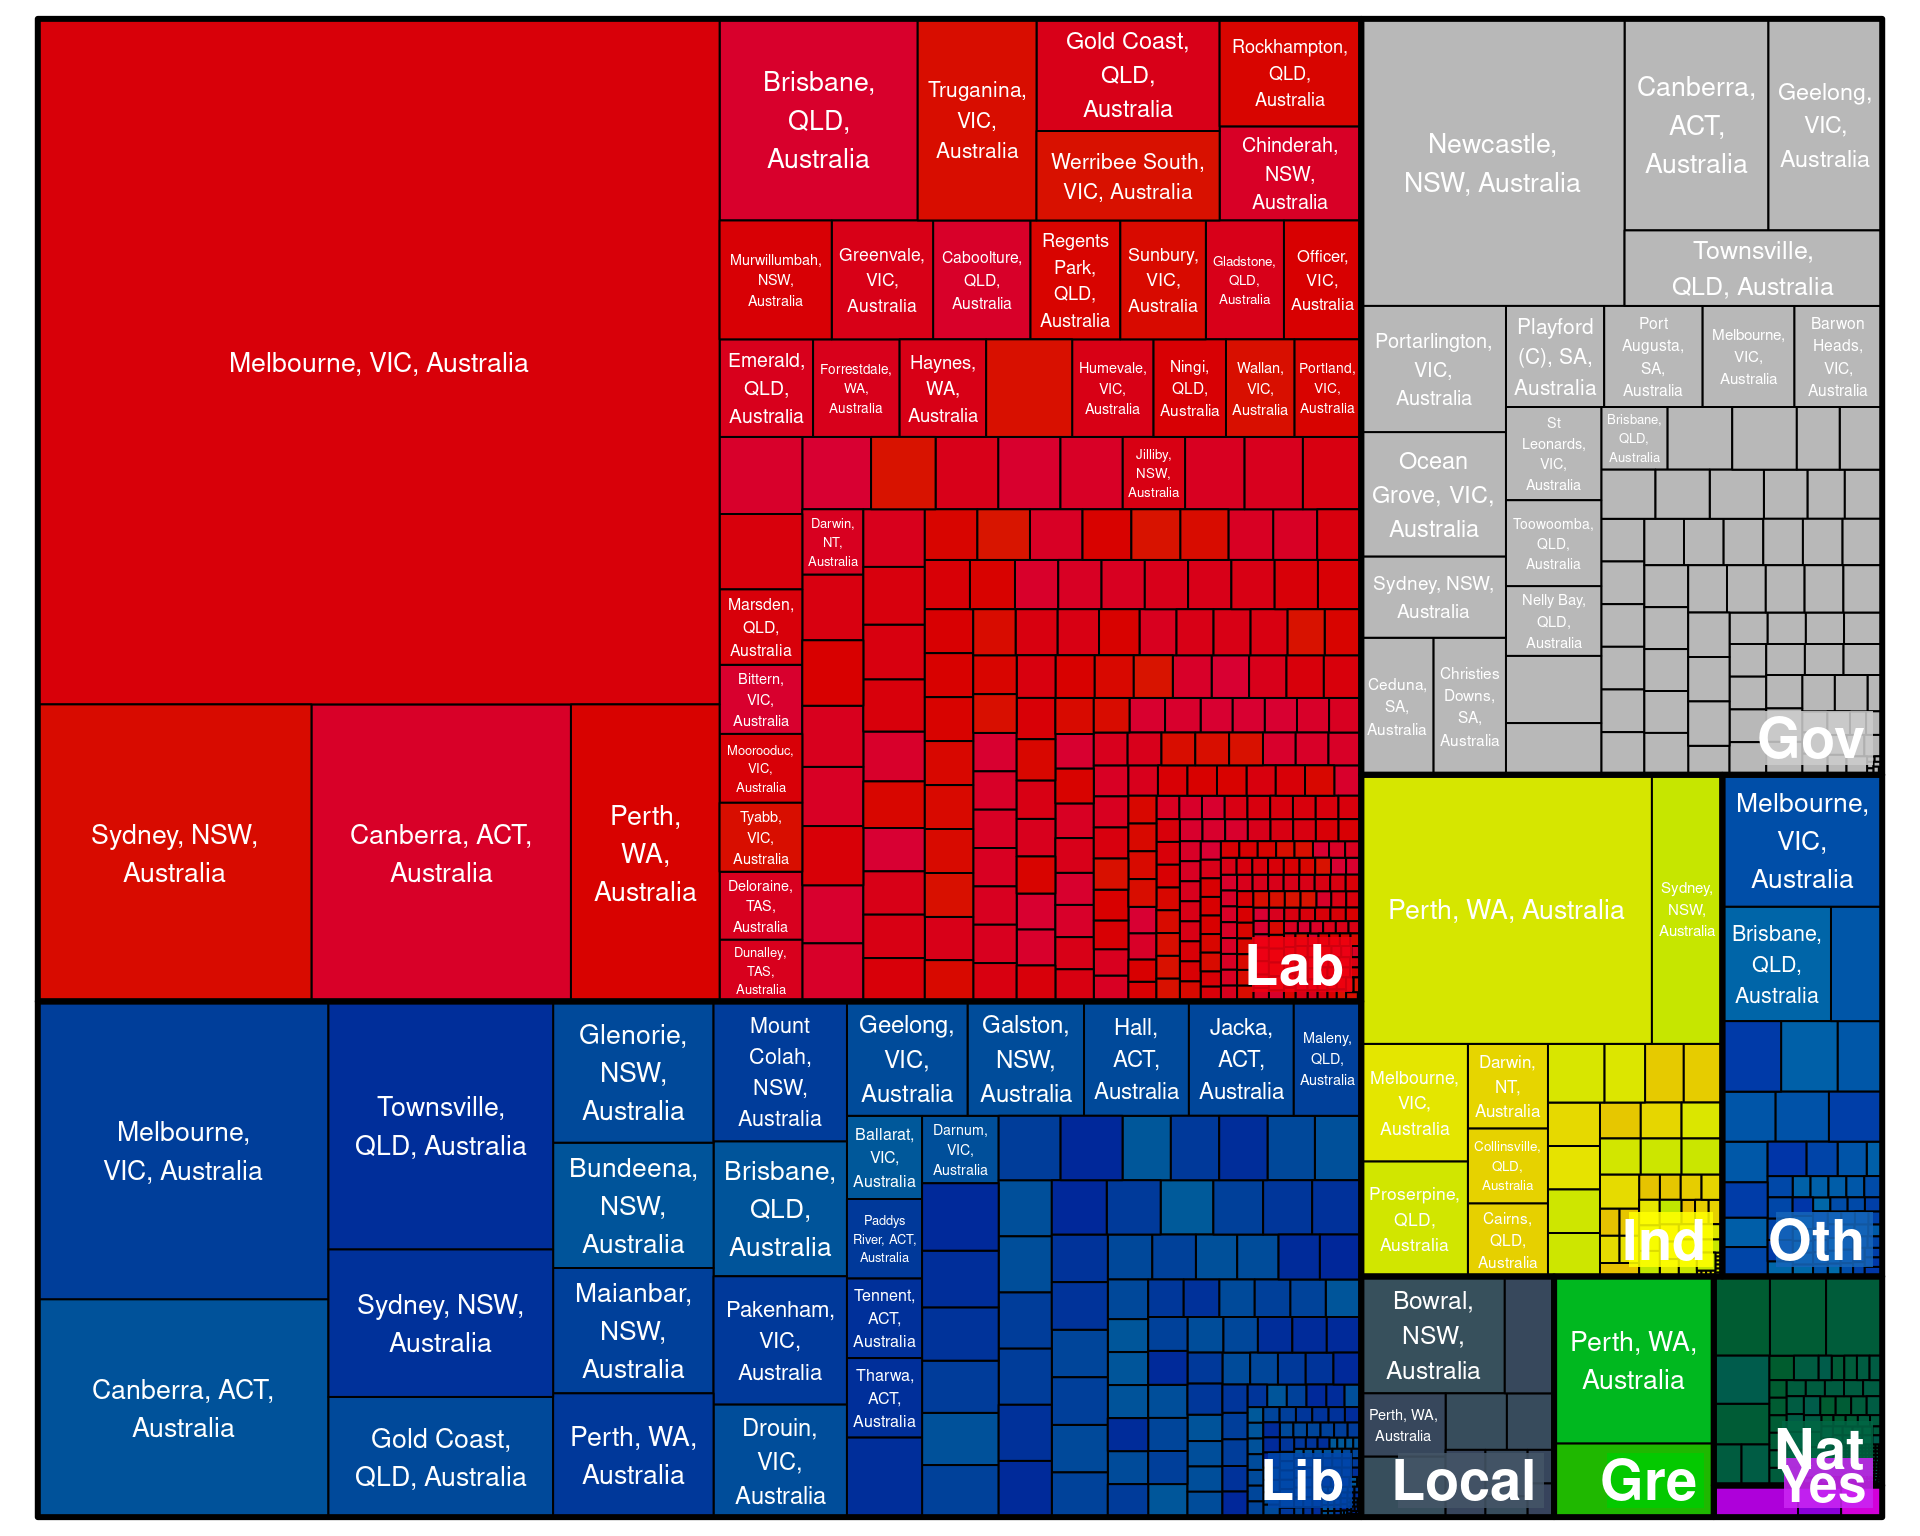 Melbourne, VIC, Australia
Sydney, NSW,
Australia
Canberra, ACT,
Australia
Perth,
WA,
Australia
Brisbane,
QLD,
Australia
Truganina,
VIC,
Australia
Gold Coast,
QLD,
Australia
Werribee South,
VIC, Australia
Rockhampton,
QLD,
Australia
Chinderah,
NSW,
Australia
Murwillumbah,
NSW,
Australia
Greenvale,
VIC,
Australia
Caboolture,
QLD,
Australia
Regents
Park,
QLD,
Australia
Sunbury,
VIC,
Australia
Gladstone,
QLD,
Australia
Officer,
VIC,
Australia
Emerald,
QLD,
Australia
Forrestdale,
WA,
Australia
Haynes,
WA,
Australia
Humevale,
VIC,
Australia
Ningi,
QLD,
Australia
Wallan,
VIC,
Australia
Portland,
VIC,
Australia
Jilliby,
NSW,
Australia
Darwin,
NT,
Australia
Marsden,
QLD,
Australia
Bittern,
VIC,
Australia
Moorooduc,
VIC,
Australia
Tyabb,
VIC,
Australia
Deloraine,
TAS,
Australia
Dunalley,
TAS,
Australia
Lab
Newcastle,
NSW, Australia
Canberra,
ACT,
Australia
Geelong,
VIC,
Australia
Townsville,
QLD, Australia
Portarlington,
VIC,
Australia
Playford
(C), SA,
Australia
Port
Augusta,
SA,
Australia
Melbourne,
VIC,
Australia
Barwon
Heads,
VIC,
Australia
Ocean
Grove, VIC,
Australia
St
Leonards,
VIC,
Australia
Brisbane,
QLD,
Australia
Toowoomba,
QLD,
Australia
Sydney, NSW,
Australia
Nelly Bay,
QLD,
Australia
Ceduna,
SA,
Australia
Christies
Downs,
SA,
Australia
Gov
Perth, WA, Australia
Sydney,
NSW,
Australia
Melbourne,
VIC,
Australia
Darwin,
NT,
Australia
Collinsville,
QLD,
Australia
Proserpine,
QLD,
Australia
Cairns,
QLD,
Australia
Ind
Melbourne,
VIC,
Australia
Brisbane,
QLD,
Australia
Oth
Melbourne,
VIC, Australia
Canberra, ACT,
Australia
Townsville,
QLD, Australia
Sydney, NSW,
Australia
Gold Coast,
QLD, Australia
Glenorie,
NSW,
Australia
Bundeena,
NSW,
Australia
Maianbar,
NSW,
Australia
Perth, WA,
Australia
Mount
Colah,
NSW,
Australia
Brisbane,
QLD,
Australia
Pakenham,
VIC,
Australia
Drouin,
VIC,
Australia
Geelong,
VIC,
Australia
Galston,
NSW,
Australia
Hall,
ACT,
Australia
Jacka,
ACT,
Australia
Maleny,
QLD,
Australia
Ballarat,
VIC,
Australia
Darnum,
VIC,
Australia
Paddys
River, ACT,
Australia
Tennent,
ACT,
Australia
Tharwa,
ACT,
Australia
Lib
Bowral,
NSW,
Australia
Perth, WA,
Australia
Local
Perth, WA,
Australia
Gre
Nat
Yes